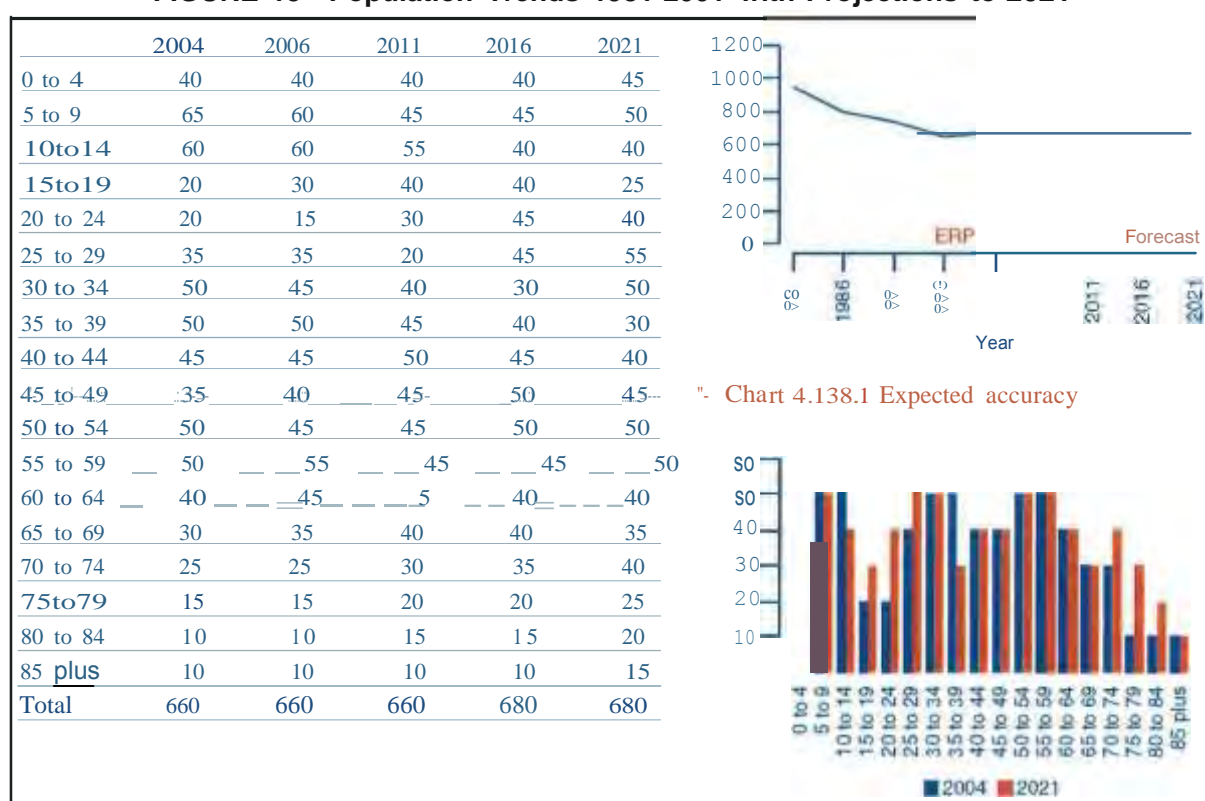 2004 2006 2011 2016 2021
0 to 4 40 40 40 40 45
5 to 9 65 60 45 45 50
10to14 60 60 55 40 40
15to19 20 30 40 40 25
20 to 24 20 15 30 45 40
25 to 29 35 35 20 45 55
30 to 34 50 45 40 30 50
35 to 39 50 50 45 40 30
40 to 44 45 45 50 45 40
45 to 49 35 40 45 50 45
50 to 54 50 45 45 50 50
55 to 59 50 55 45 45 50
60 to 64 40 45 5 40 40
65 to 69 30 35 40 40 35
70 to 74 25 25 30 35 40
75to79 15 15 20 20 25
80 to 84 10 10 15 15 20
85 plus 10 10 10 10 15
Total 660 660 660 680 680
1200
1000
800
600
400
200
0
ERP Forecast
1986 2011 2016 2021
Year
Chart 4.138.1 Expected accuracy
40
30
20
10
0 to 4
5 to 9
10 to 14
15 to 19
20 to 24
25 to 29
30 to 34
35 to 39
40 to 44
45 to 49
50 to 54
55 to 59
60 to 64
65 to 69
70 to 74
75 to 79
80 to 84
85 plus
2004 2021